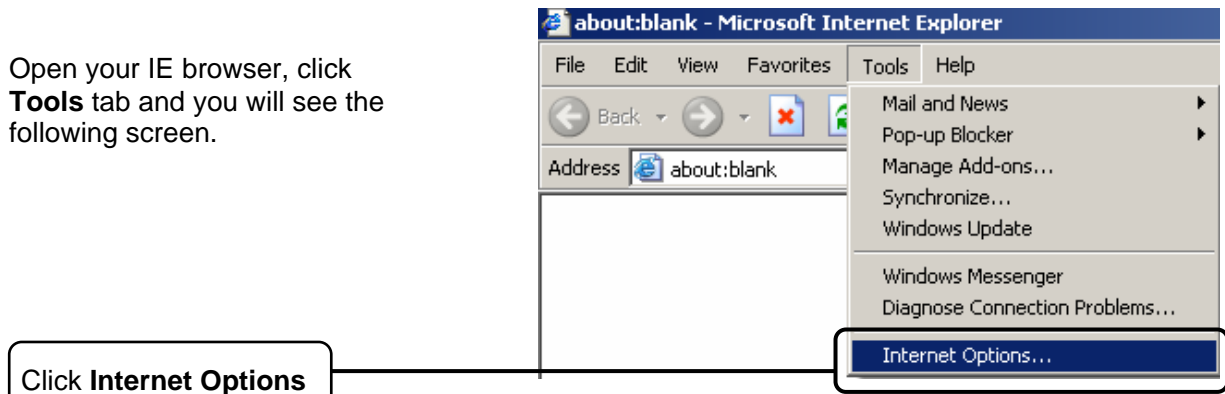 about:blank - Microsoft Internet Explorer
Open your IE browser, click
Tools tab and you will see the
following screen.
File Edit View Favorites Tools Help
Back
Address about:blank
Mail and News
Pop-up Blocker
Manage Add-ons...
Synchronize...
Windows Update
Windows Messenger
Diagnose Connection Problems...
Internet Options...
Click Internet Options